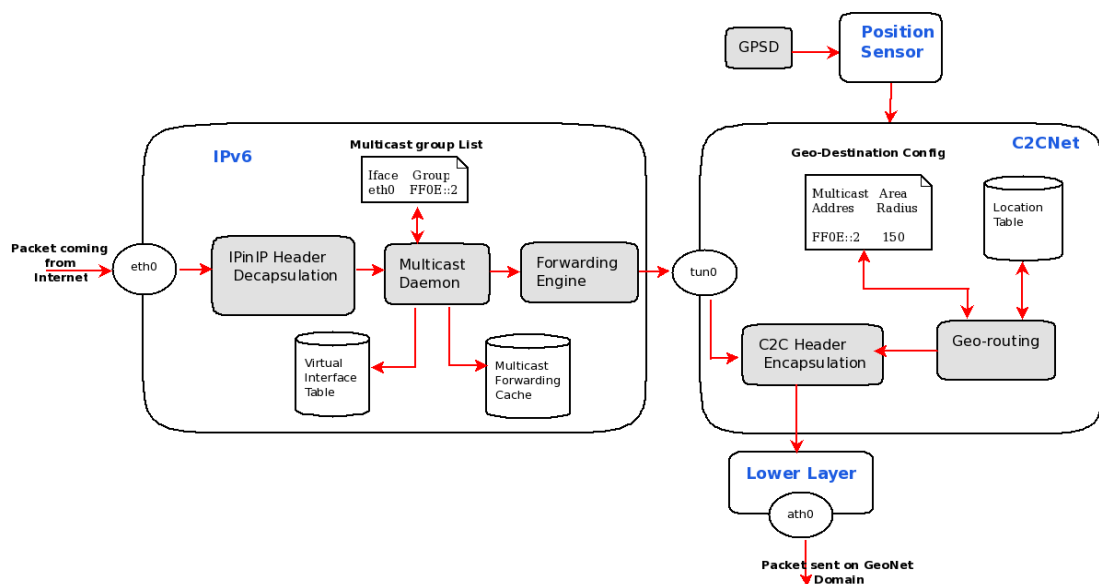 GPSD
Position
Sensor
IPv6
Multicast group List
Iface Group
eth0 FF0E::2
Geo-Destination Config
C2CNet
Multicast Area
Addres Radius
FF0E::2 150
Location
Table
Packet coming
from
Internet
eth0
IPinIP Header
Decapsulation
Multicast
Daemon
Forwarding
Engine
tun0
Virtual
Interface
Table
Multicast
Forwarding
Cache
C2C Header
Encapsulation
Geo-routing
Lower Layer
ath0
Packet sent on GeoNet
Domain